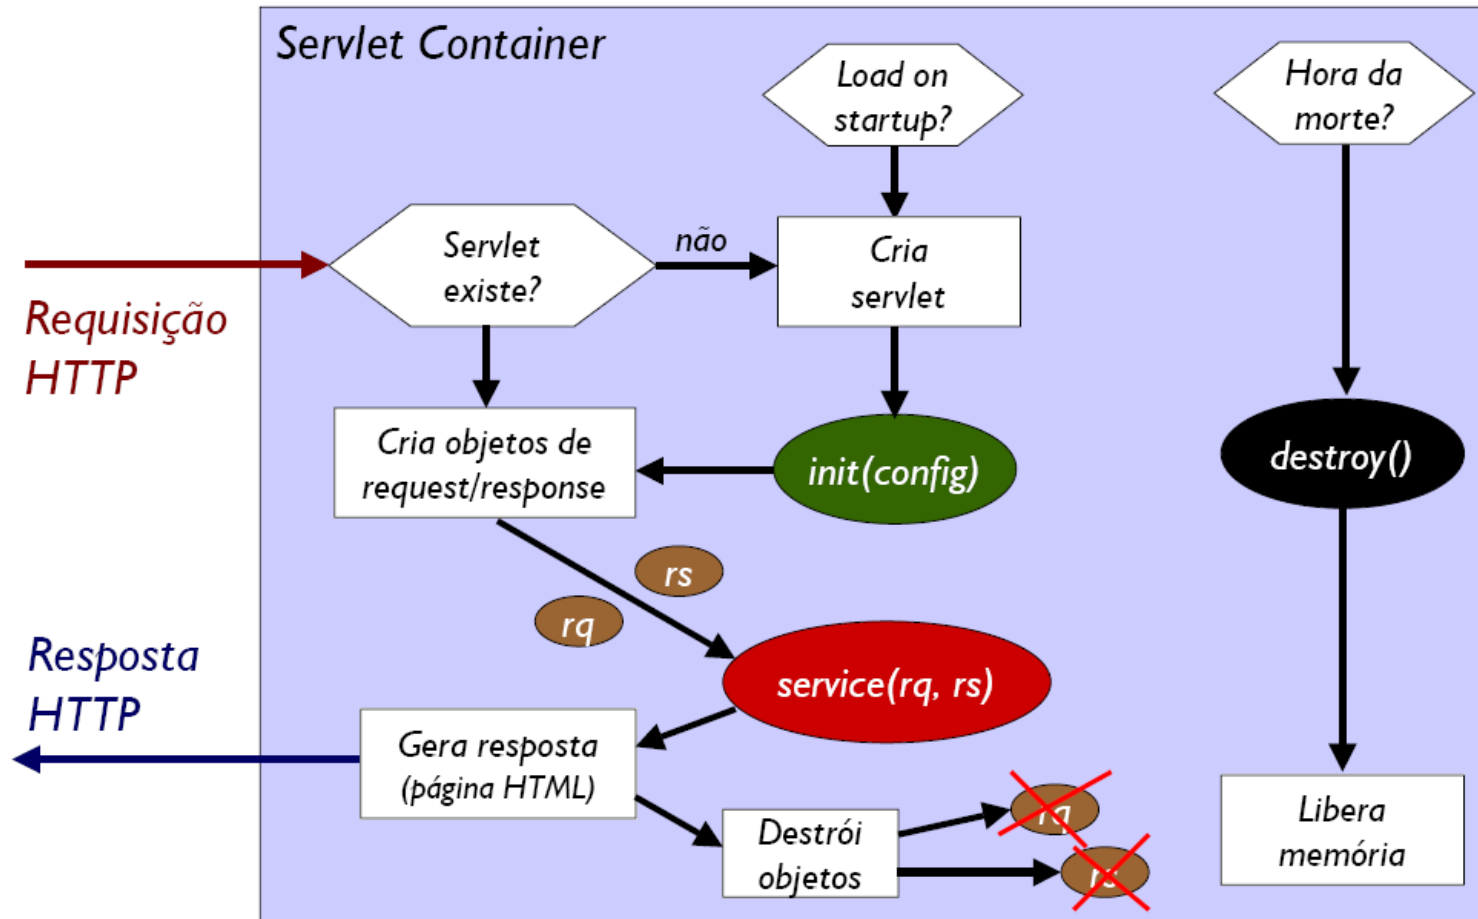 Servlet Container
Load on
startup?
Hora da
morte?
Servlet
existe?
não
Cria
servlet
Requisição
HTTP
Cria objetos de
request/response
init(config)
destroy()
rs
rq
Resposta
HTTP
service(rq, rs)
Gera resposta
(página HTML)
Destrói
objetos
rq
rs
Libera
memória